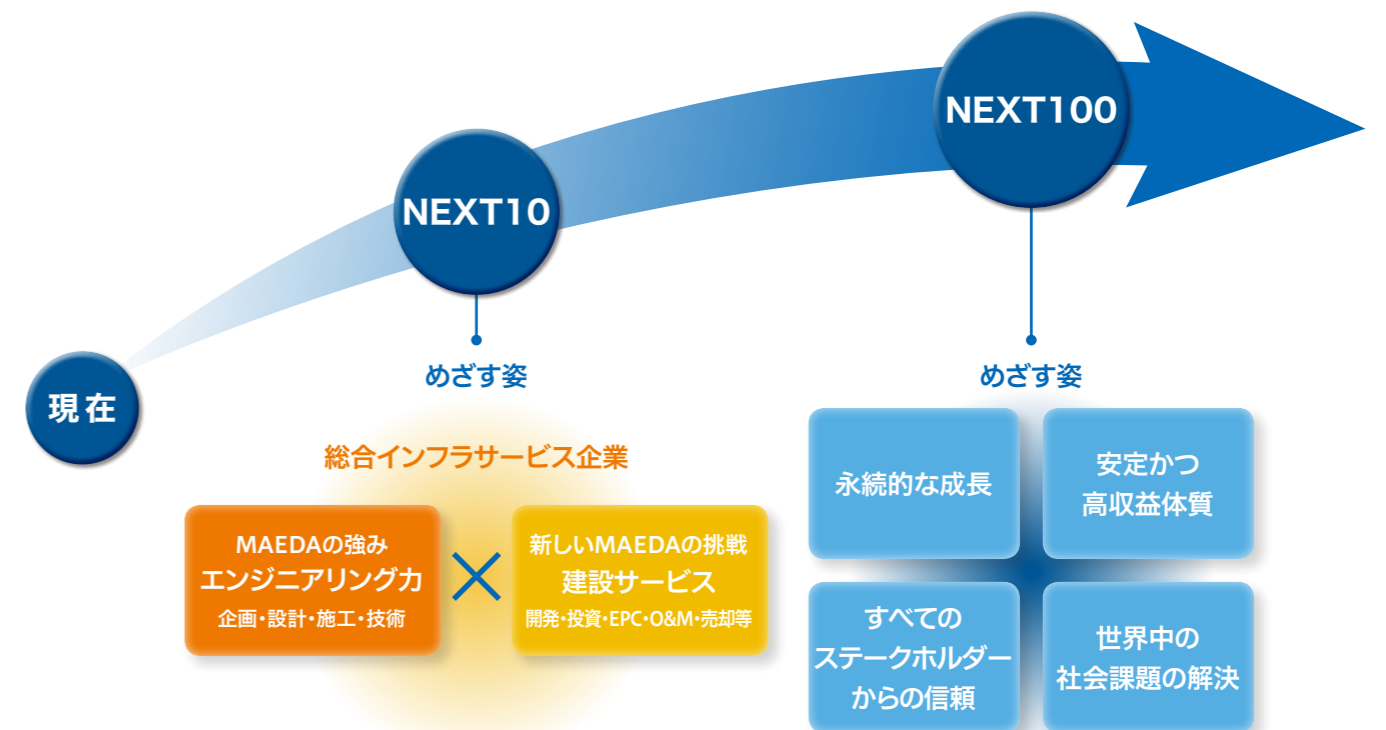 NEXT100
NEXT10
現在
めざす姿
総合インフラサービス企業
MAEDAの強み
エンジニアリング力
企画・設計・施工・技術
×
新しいMAEDAの挑戦
建設サービス
開発・投資・EPC・O&M・売却等
めざす姿
永続的な成長
安定かつ
高収益体質
すべての
ステークホルダー
からの信頼
世界中の
社会課題の解決